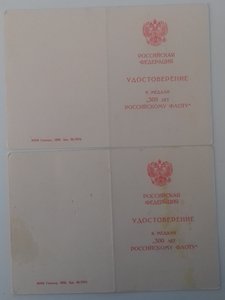 РОССИЙСКАЯ
ФЕДЕРАЦИЯ
УДОСТОВЕРЕНИЕ
К МЕДАЛИ
"300 ЛЕТ
РОССИЙСКОМУ ФЛОТУ"
РОССИЙСКАЯ
ФЕДЕРАЦИЯ
УДОСТОВЕРЕНИЕ
К МЕДАЛИ
"300 ЛЕТ
РОССИЙСКОМУ ФЛОТУ"